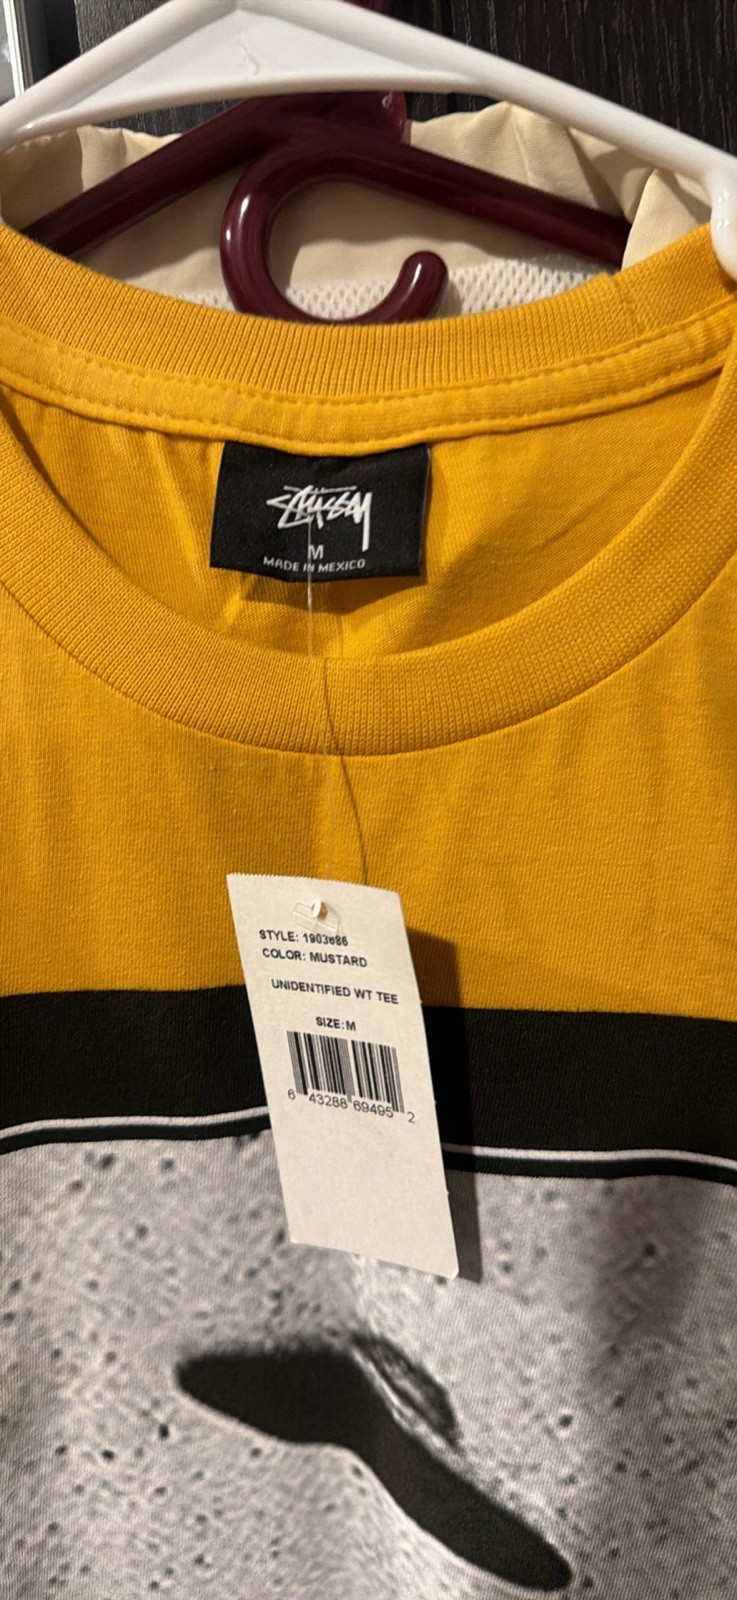 STÜSSY
M
MADE IN MEXICO
STYLE: 1903686
COLOR: MUSTARD
UNIDENTIFIED WT TEE
SIZE:M
6 43288 69495 2